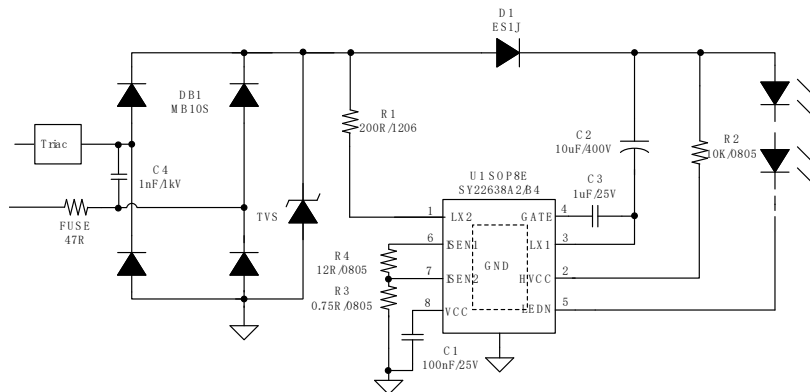 D1
ES1J
DB1
MB10S
R1
200R/1206
Triac
C4
1nF/1kV
C2
10uF/400V
R2
10K/0805
U1SOP8E
SY22638A2/B4
C3
1uF/25V
FUSE
47R
TVS
1
LX2
GATE
4
6
ISEN1
LX1
3
R4
12R/0805
GND
7
ISEN2
HVCC
2
R3
0.75R/0805
8
VCC
LEDN
5
C1
100nF/25V